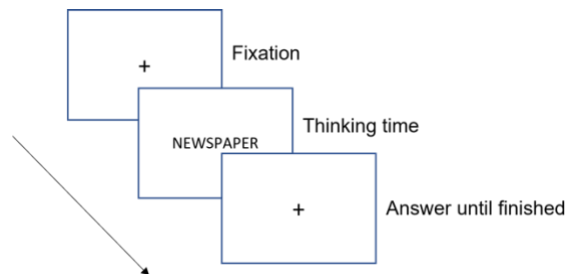 +
Fixation
NEWSPAPER
Thinking time
+
Answer until finished